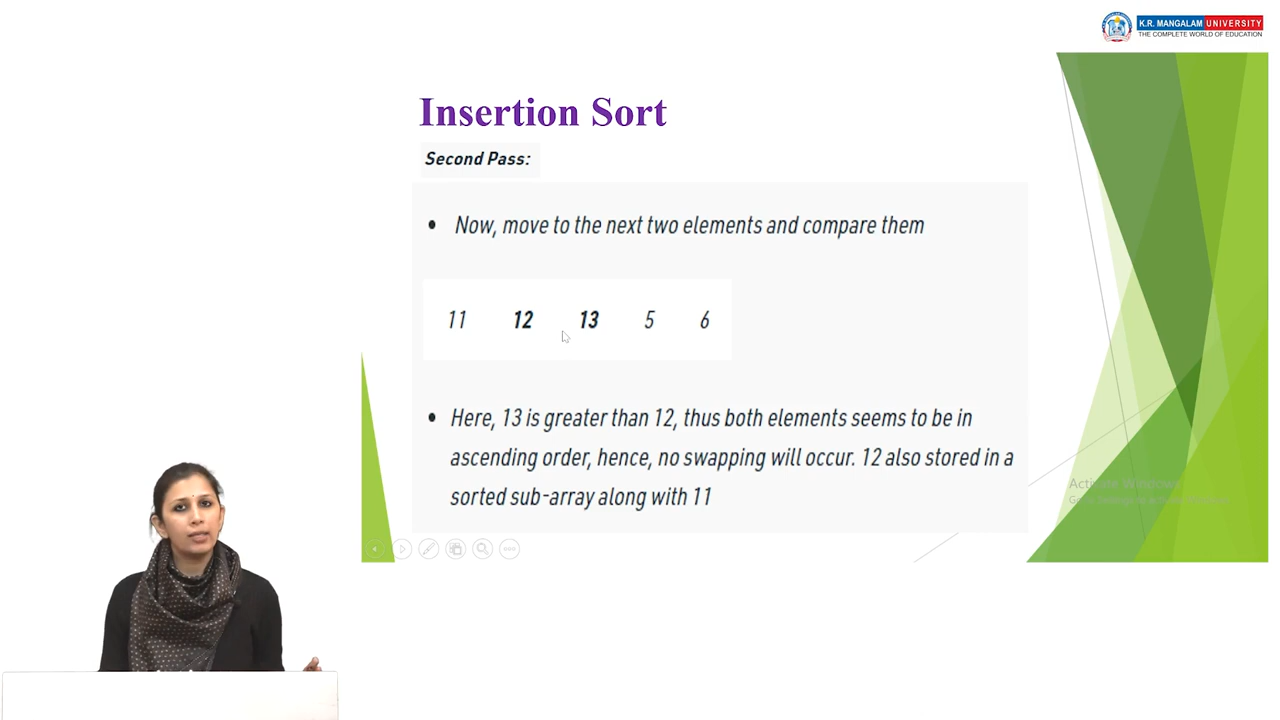 K.R. MANGALAM UNIVERSITY
THE COMPLETE WORLD OF EDUCATION
Insertion Sort
Second Pass:
• Now, move to the next two elements and compare them
11 12 13 5 6
• Here, 13 is greater than 12, thus both elements seems to be in
ascending order, hence, no swapping will occur. 12 also stored in a
sorted sub-array along with 11
Activate Windows